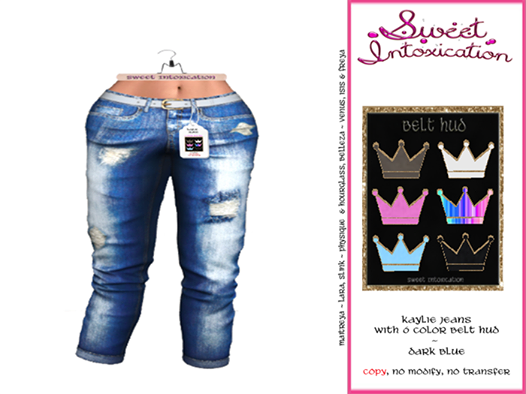 Sweet Intoxication
maitreya - lara, slink - physique & hourglass, belleza - venus, isis & freya
Sweet
Intoxication
Belt Hud
sweet intoxication
Kaylie Jeans
with 6 color belt hud
~
Dark Blue
copy, no modify, no transfer